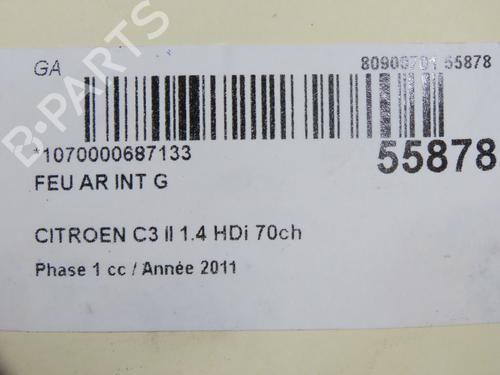 GA
80900701 55878
*1070000687133
55878
FEU AR INT G
CITROEN C3 II 1.4 HDi 70ch
Phase 1 cc / Année 2011
B-PARTS